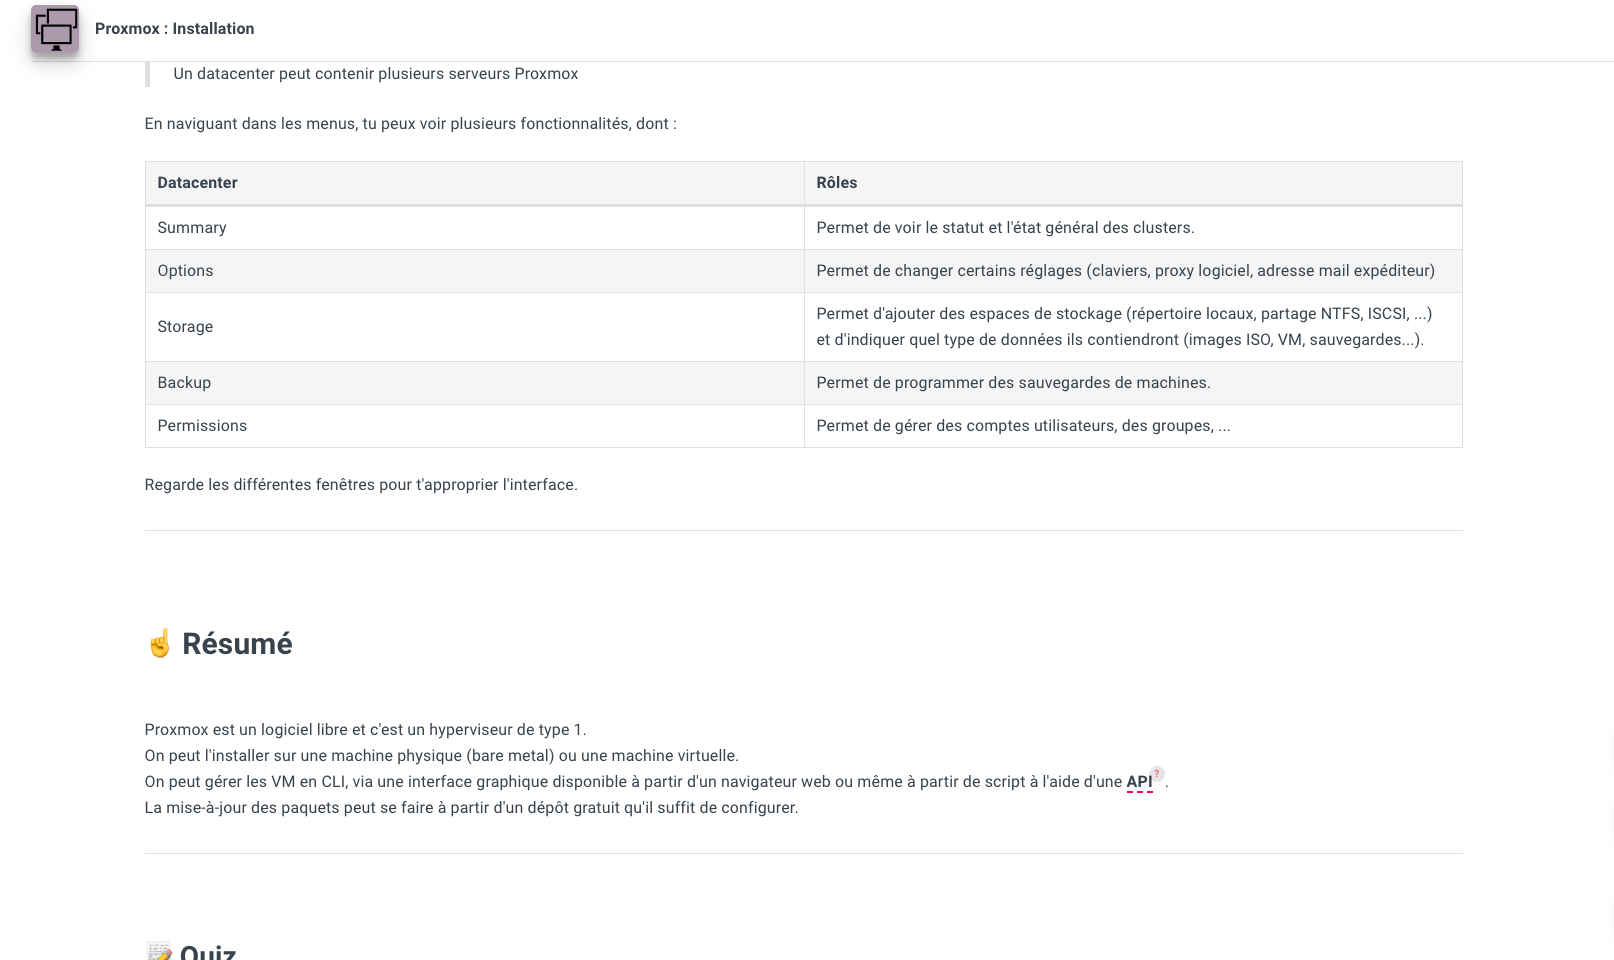 Proxmox : Installation
Un datacenter peut contenir plusieurs serveurs Proxmox
En naviguant dans les menus, tu peux voir plusieurs fonctionnalités, dont :
Datacenter Rôles
Summary Permet de voir le statut et l'état général des clusters.
Options Permet de changer certains réglages (claviers, proxy logiciel, adresse mail expéditeur)
Storage Permet d'ajouter des espaces de stockage (répertoire locaux, partage NTFS, ISCSI, ...)
et d'indiquer quel type de données ils contiendront (images ISO, VM, sauvegardes...).
Backup Permet de programmer des sauvegardes de machines.
Permissions Permet de gérer des comptes utilisateurs, des groupes, ...
Regarde les différentes fenêtres pour t'approprier l'interface.
☝️ Résumé
Proxmox est un logiciel libre et c'est un hyperviseur de type 1.
On peut l'installer sur une machine physique (bare metal) ou une machine virtuelle.
On peut gérer les VM en CLI, via une interface graphique disponible à partir d'un navigateur web ou même à partir de script à l'aide d'une API ? .
La mise-à-jour des paquets peut se faire à partir d'un dépôt gratuit qu'il suffit de configurer.
📝 Quiz